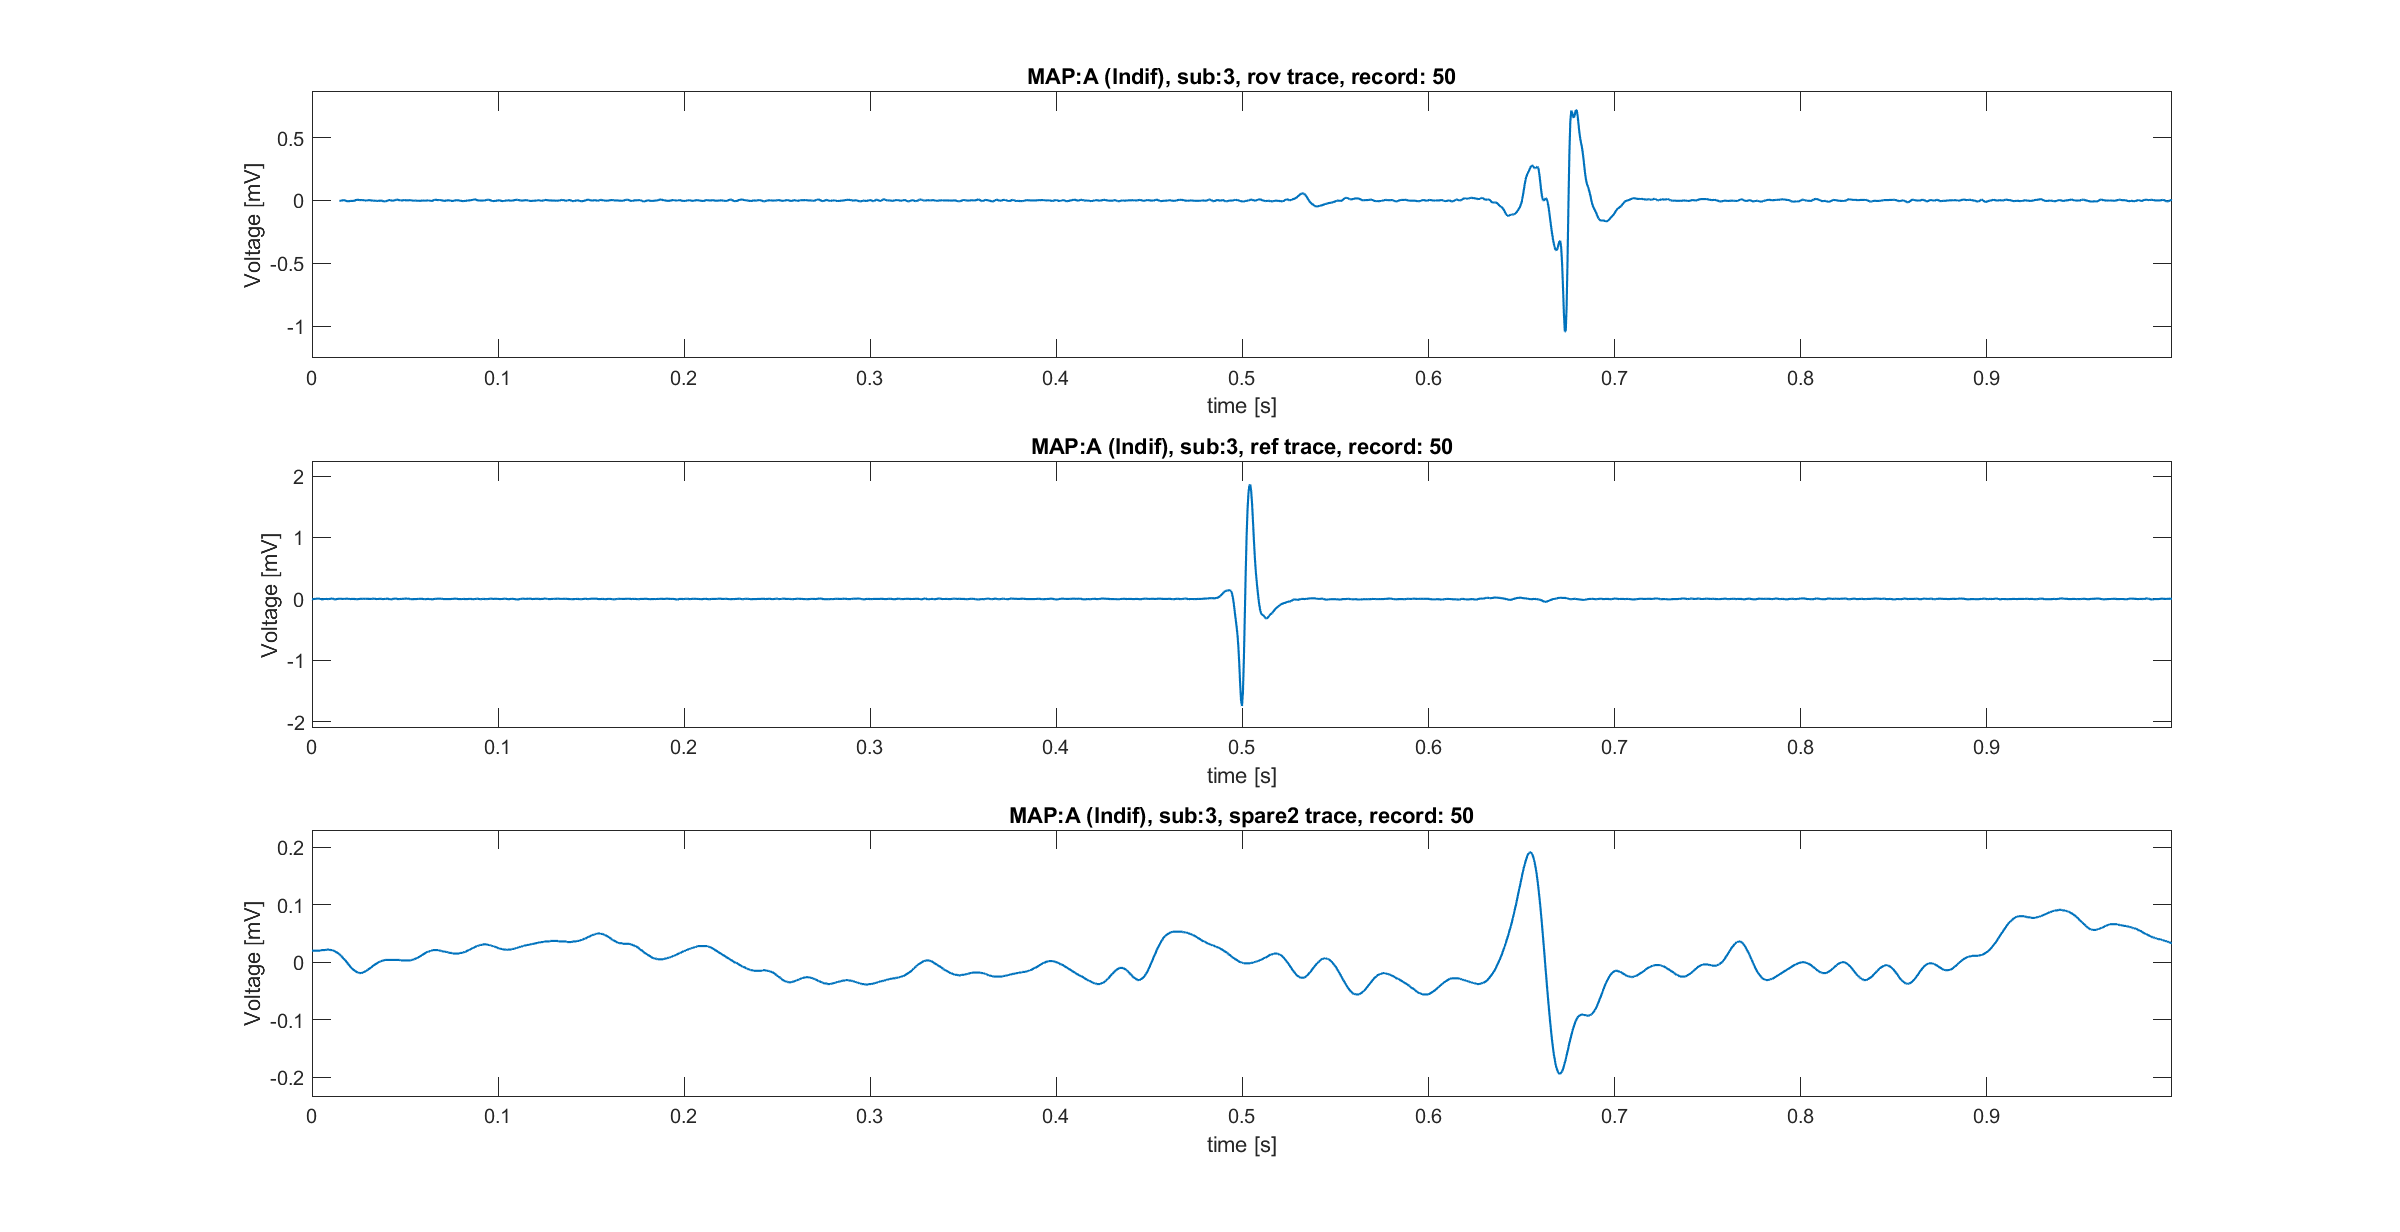 MAP:A (Indif), sub:3, rov trace, record: 50
Voltage [mV]
0.5
0
-0.5
-1
0 0.1 0.2 0.3 0.4 0.5 0.6 0.7 0.8 0.9
time [s]
MAP:A (Indif), sub:3, ref trace, record: 50
Voltage [mV]
2
1
0
-1
-2
0 0.1 0.2 0.3 0.4 0.5 0.6 0.7 0.8 0.9
time [s]
MAP:A (Indif), sub:3, spare2 trace, record: 50
Voltage [mV]
0.2
0.1
0
-0.1
-0.2
0 0.1 0.2 0.3 0.4 0.5 0.6 0.7 0.8 0.9
time [s]